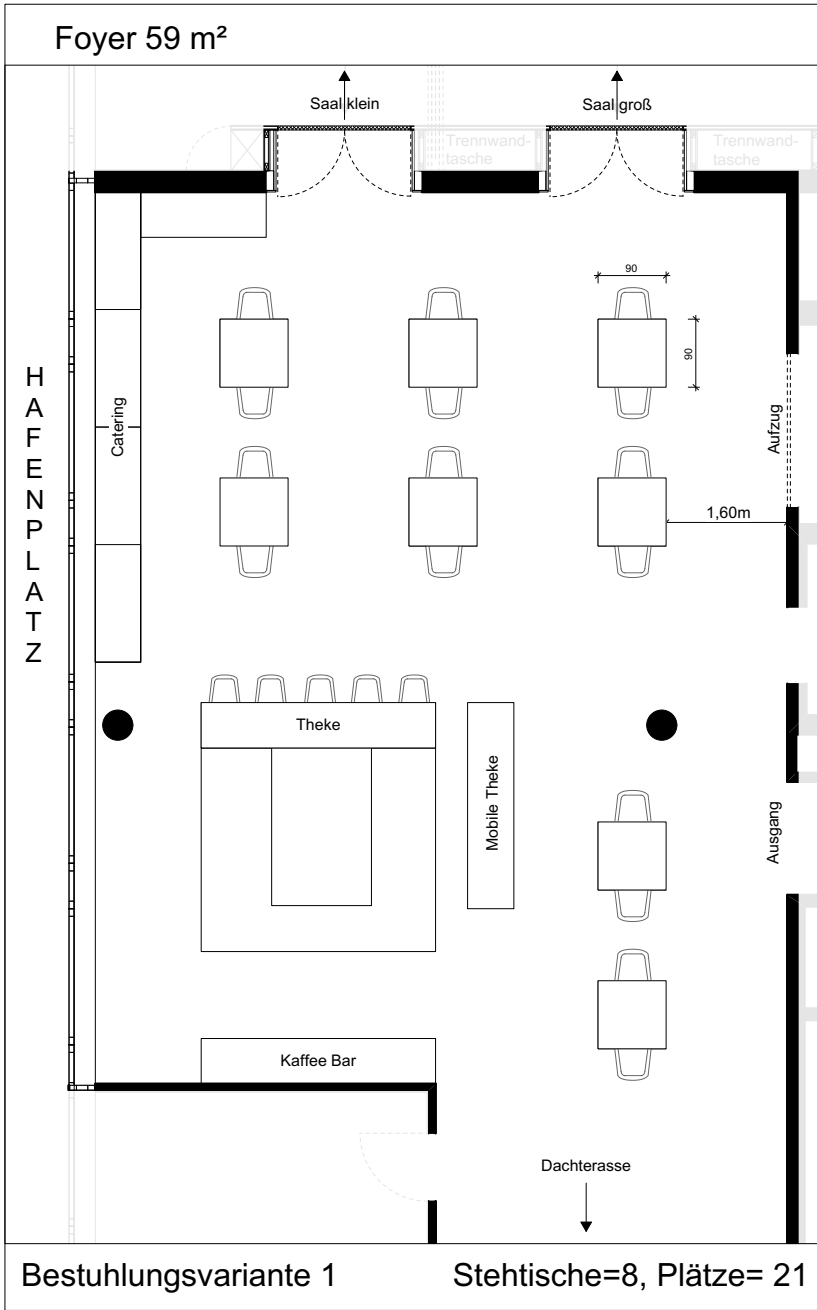 Foyer 59 m²
Saal klein
Saal groß
Trennwand-
tasche
Trennwand-
tasche
90
90
HAFENPLATZ
Catering
Aufzug
1,60m
Theke
Mobile Theke
Ausgang
Kaffee Bar
Dachterasse
Bestuhlungsvariante 1
Stehtische=8, Plätze= 21